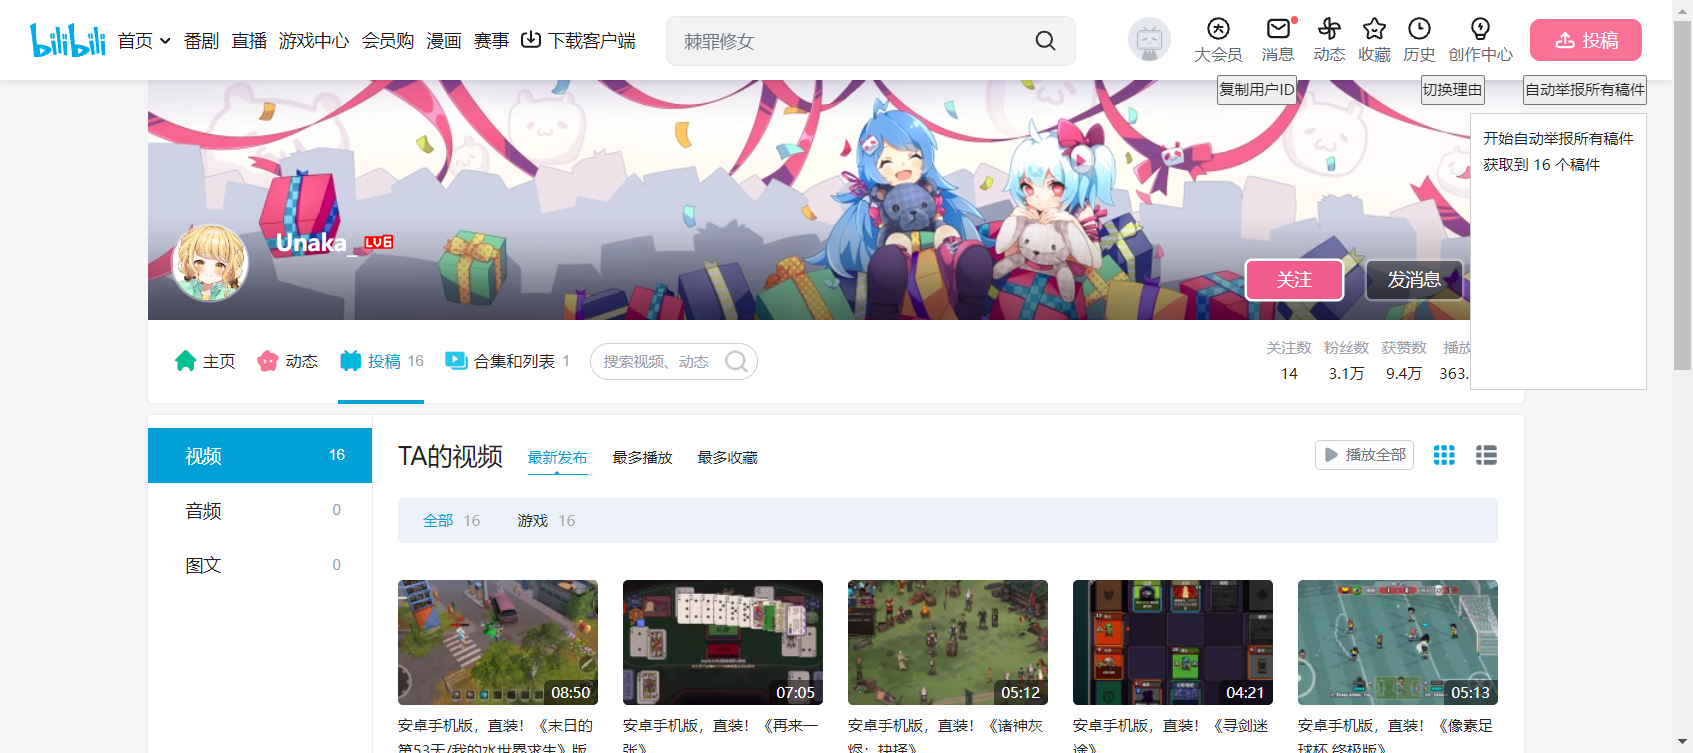 bilibili 首页 番剧 直播 游戏中心 会员购 漫画 赛事 下载客户端 棘罪修女 大会员 消息 动态 收藏 历史 创作中心 投稿
复制用户ID 切换理由 自动举报所有稿件
开始自动举报所有稿件
获取到 16 个稿件
Unaka_ LV6
关注 发消息
主页 动态 投稿 16 合集和列表 1 搜索视频、动态
关注数 粉丝数 获赞数 播放
14 3.1万 9.4万 363.
视频 16
音频 0
图文 0
TA的视频 最新发布 最多播放 最多收藏 播放全部
全部 16 游戏 16
08:50 07:05 05:12 04:21 05:13
安卓手机版，直装！《末日的
第53天/我的水世界求生》版
安卓手机版，直装！《再来一
张》
安卓手机版，直装！《诸神灰
烬：抉择》
安卓手机版，直装！《寻剑迷
途》
安卓手机版，直装！《像素足
球杯 终极版》